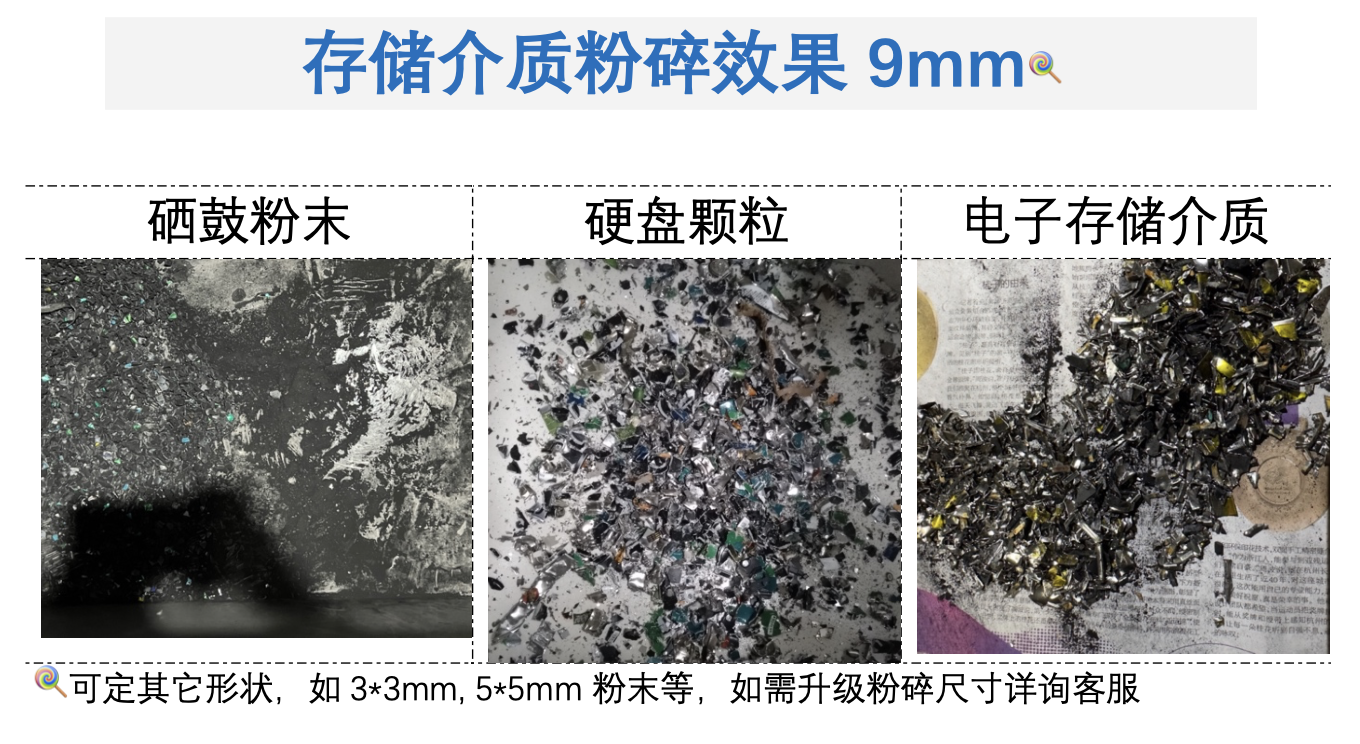 存储介质粉碎效果 9mm
硒鼓粉末
硬盘颗粒
电子存储介质
可定其它形状，如 3*3mm, 5*5mm 粉末等，如需升级粉碎尺寸详询客服